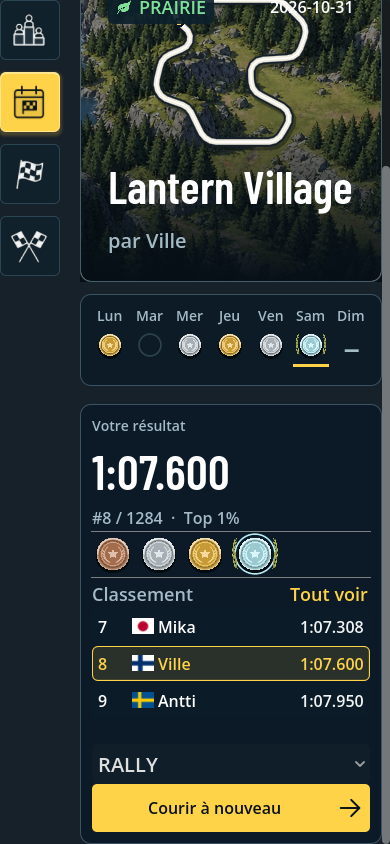 PRAIRIE
2026-10-31
Lantern Village
par Ville
Lun Mar Mer Jeu Ven Sam Dim
Votre résultat
1:07.600
#8 / 1284 · Top 1%
Classement Tout voir
7 Mika 1:07.308
8 Ville 1:07.600
9 Antti 1:07.950
RALLY
Courir à nouveau